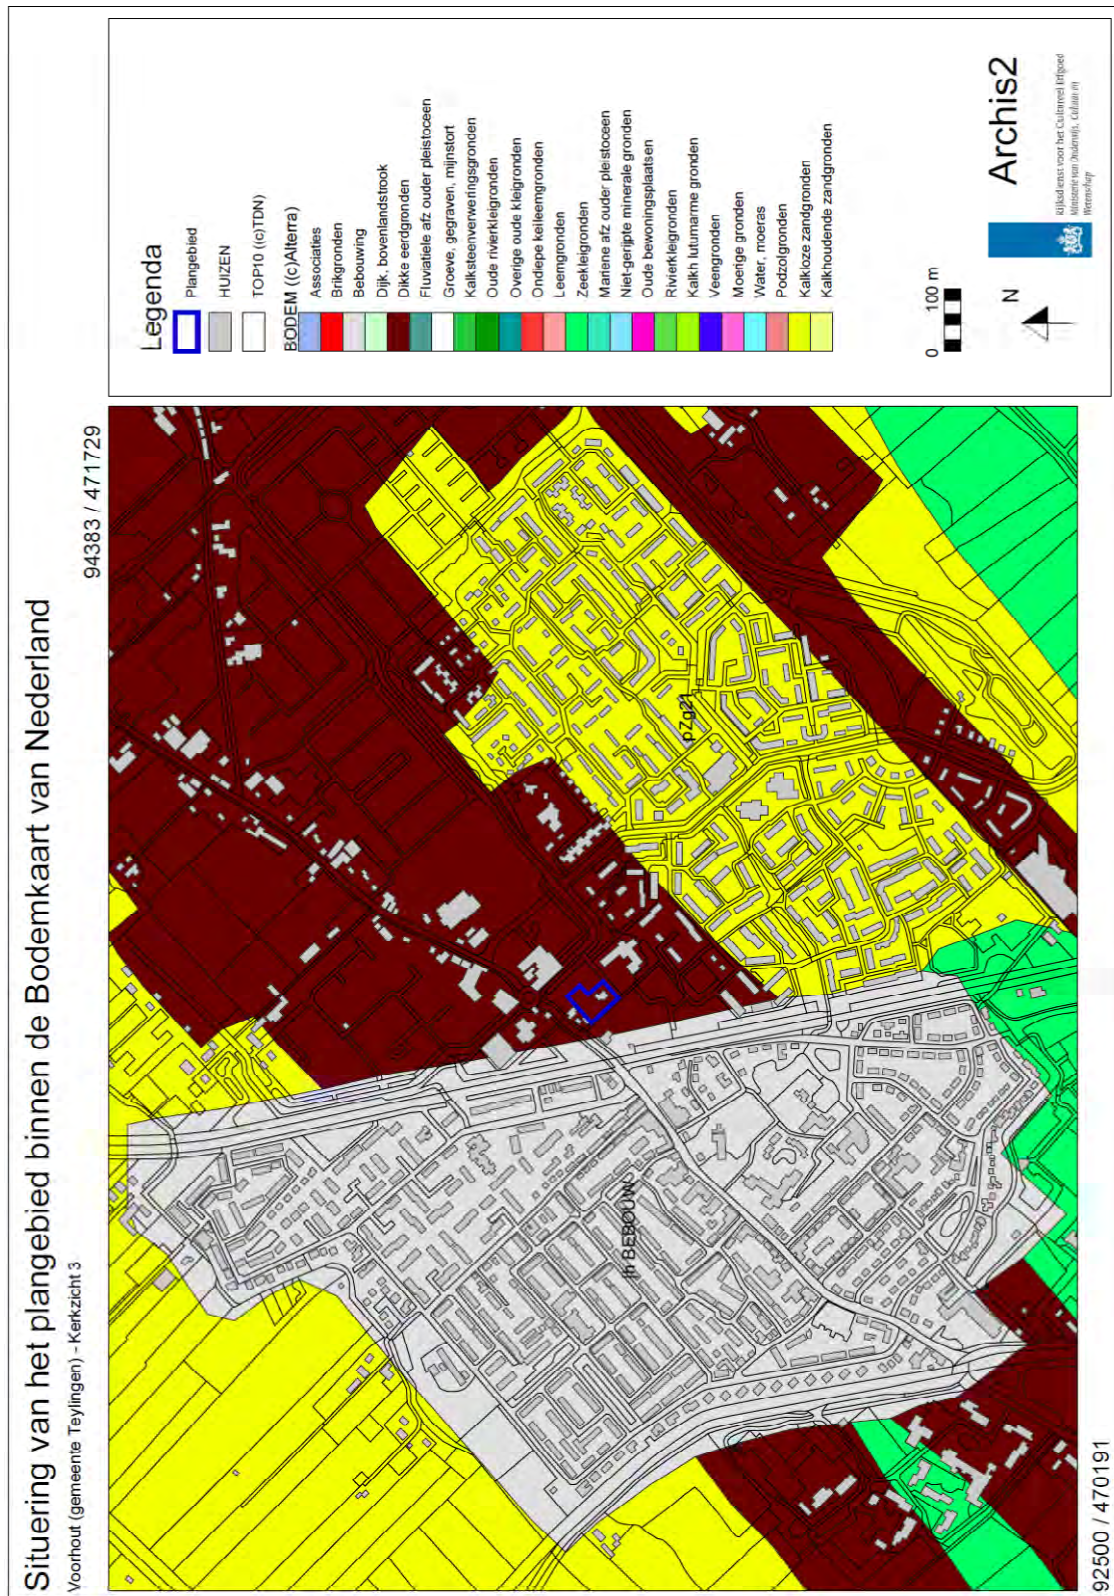 Situering van het plangebied binnen de Bodemkaart van Nederland
Voorhout (gemeente Teylingen) - Kerkzicht 3
94383 / 471729
pZg21
|h BEBOUW
92500 / 470191
Legenda
Plangebied
HUIZEN
TOP10 ((c)TDN)
BODEM ((c)Alterra)
Associaties
Brikgronden
Bebouwing
Dijk, bovenlandstrook
Dikke eerdgronden
Fluviatiele afz ouder pleistoceen
Groeve, gegraven, mijnstort
Kalksteenverweringsgronden
Oude rivierkleigronden
Overige oude kleigronden
Ondiepe keileemgronden
Leemgronden
Zeekleigronden
Mariene afz ouder pleistoceen
Niet-gerijpte minerale gronden
Oude bewoningsplaatsen
Rivierkleigronden
Kalkh lutumarme gronden
Veengronden
Moerige gronden
Water, moeras
Podzolgronden
Kalkloze zandgronden
Kalkhoudende zandgronden
0 100 m
N
Archis2
Rijksdienst voor het Cultureel Erfgoed
Ministerie van Onderwijs, Cultuur en
Wetenschap